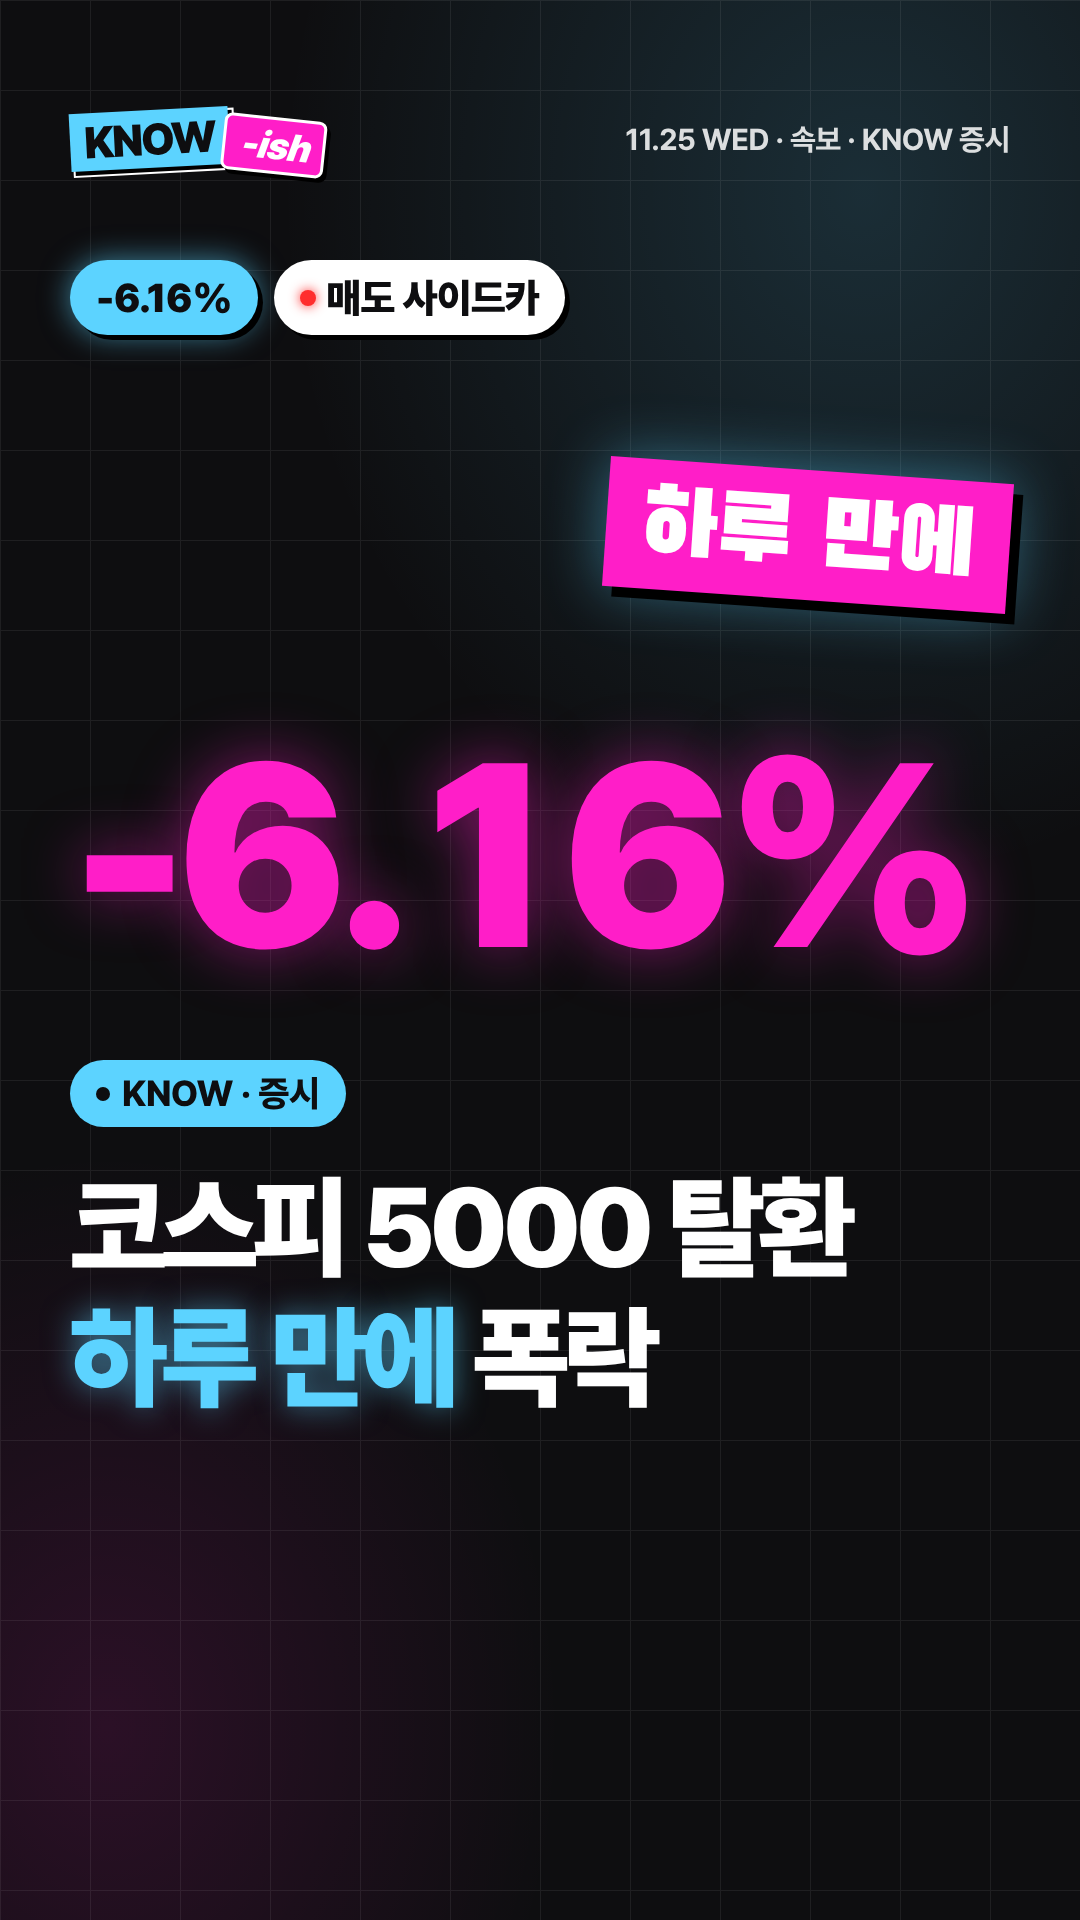 KNOW -ish
11.25 WED · 속보 · KNOW 증시
-6.16%
매도 사이드카
하루 만에
-6.16%
KNOW · 증시
코스피 5000 탈환
하루 만에 폭락